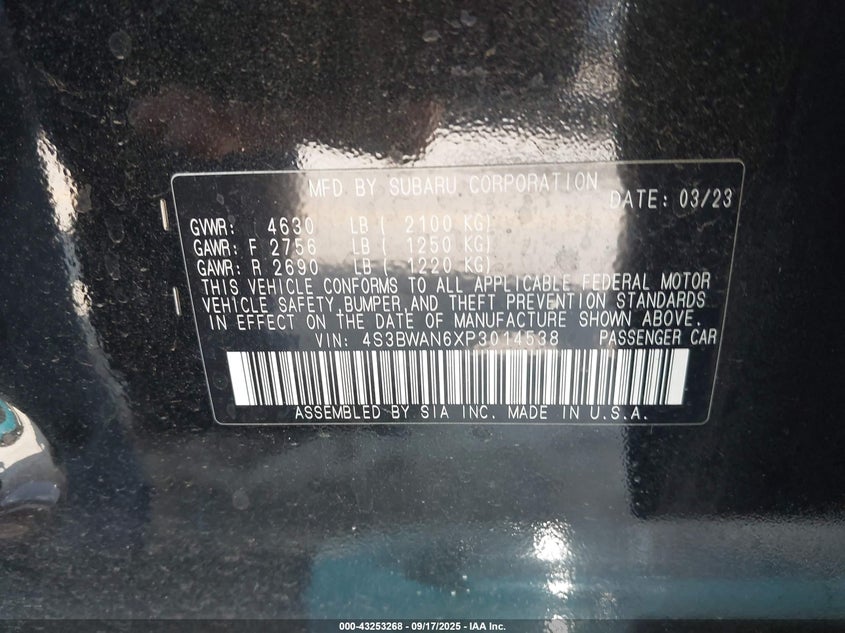 MFD BY SUBARU CORPORATION
DATE: 03/23
GVWR: 4630 LB ( 2100 KG)
GAWR: F 2756 LB ( 1250 KG)
GAWR: R 2690 LB ( 1220 KG)
THIS VEHICLE CONFORMS TO ALL APPLICABLE FEDERAL MOTOR
VEHICLE SAFETY,BUMPER,AND THEFT PREVENTION STANDARDS
IN EFFECT ON THE DATE OF MANUFACTURE SHOWN ABOVE.
VIN: 4S3BWAN6XP3014538 PASSENGER CAR
ASSEMBLED BY SIA INC. MADE IN U.S.A.
000-43253268 - 09/17/2025 - IAA Inc.